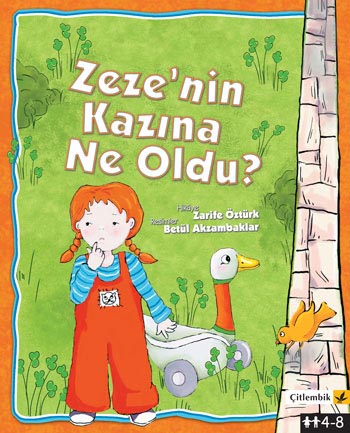 Zeze'nin
Kazına
Ne Oldu?
Hikâye
Zarife Öztürk
Resimler
Betül Akzambaklar
Çitlembik
4-8